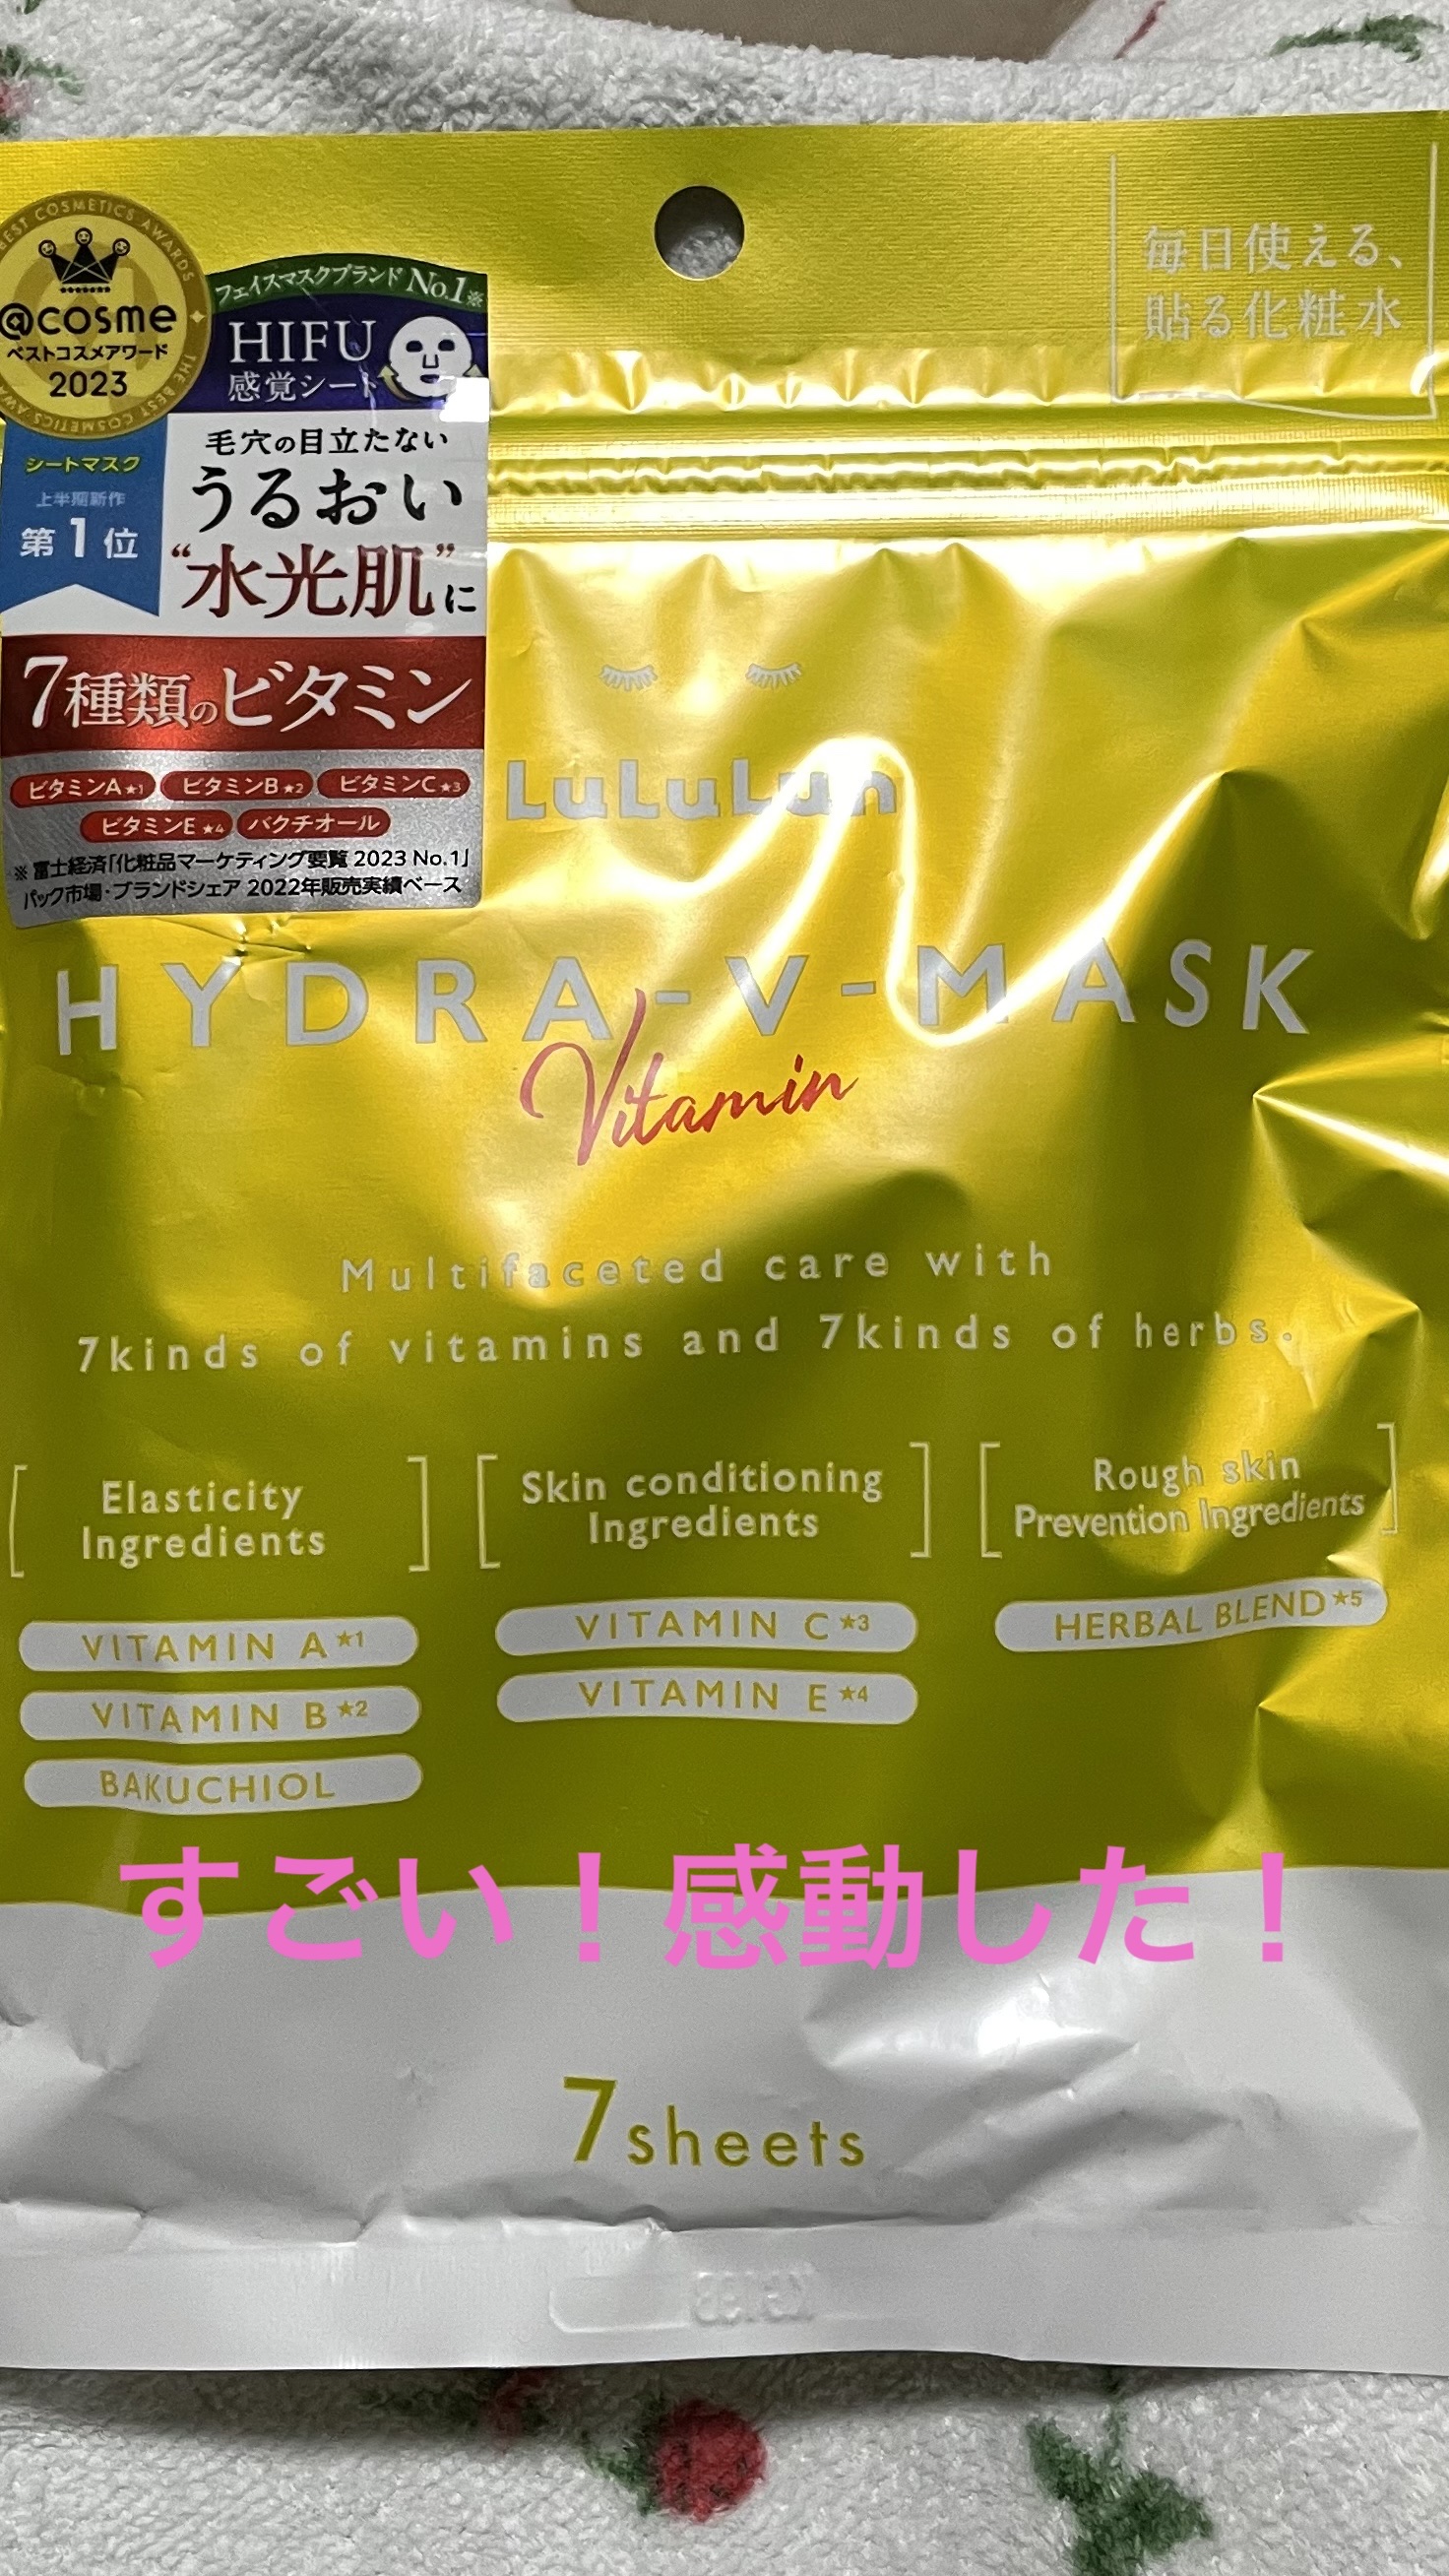 THE BEST COSMETICS AWARDS
@cosme
ベストコスメアワード
2023
シートマスク
上半期新作
第1位
フェイスマスクブランド No.1※
HIFU
感覚シート
毛穴の目立たない
うるおい
“水光肌”に
7種類のビタミン
ビタミンA★1 ビタミンB★2 ビタミンC★3
ビタミンE★4 バクチオール
※富士経済「化粧品マーケティング要覧 2023 No.1」
パック市場・ブランドシェア 2022年販売実績ベース
毎日使える、
貼る化粧水
LuLuLun
HYDRA-V-MASK
Vitamin
Multifaceted care with
7kinds of vitamins and 7kinds of herbs.
Elasticity
Ingredients
VITAMIN A★1
VITAMIN B★2
BAKUCHIOL
Skin conditioning
Ingredients
VITAMIN C★3
VITAMIN E★4
Rough skin
Prevention Ingredients
HERBAL BLEND★5
すごい！感動した！
7sheets